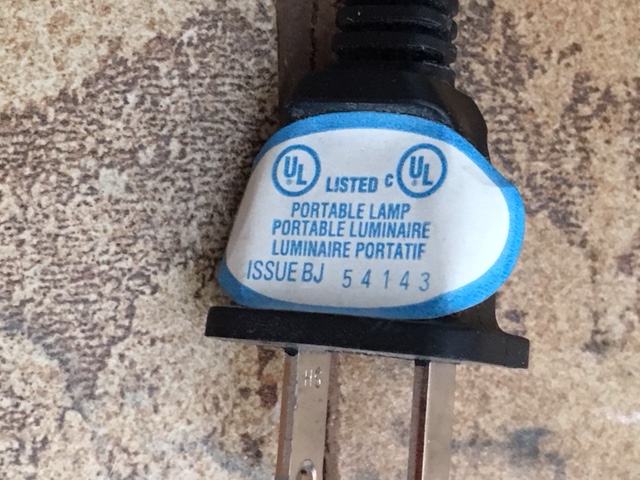 UL LISTED c UL
PORTABLE LAMP
PORTABLE LUMINAIRE
LUMINAIRE PORTATIF
ISSUE BJ 54143